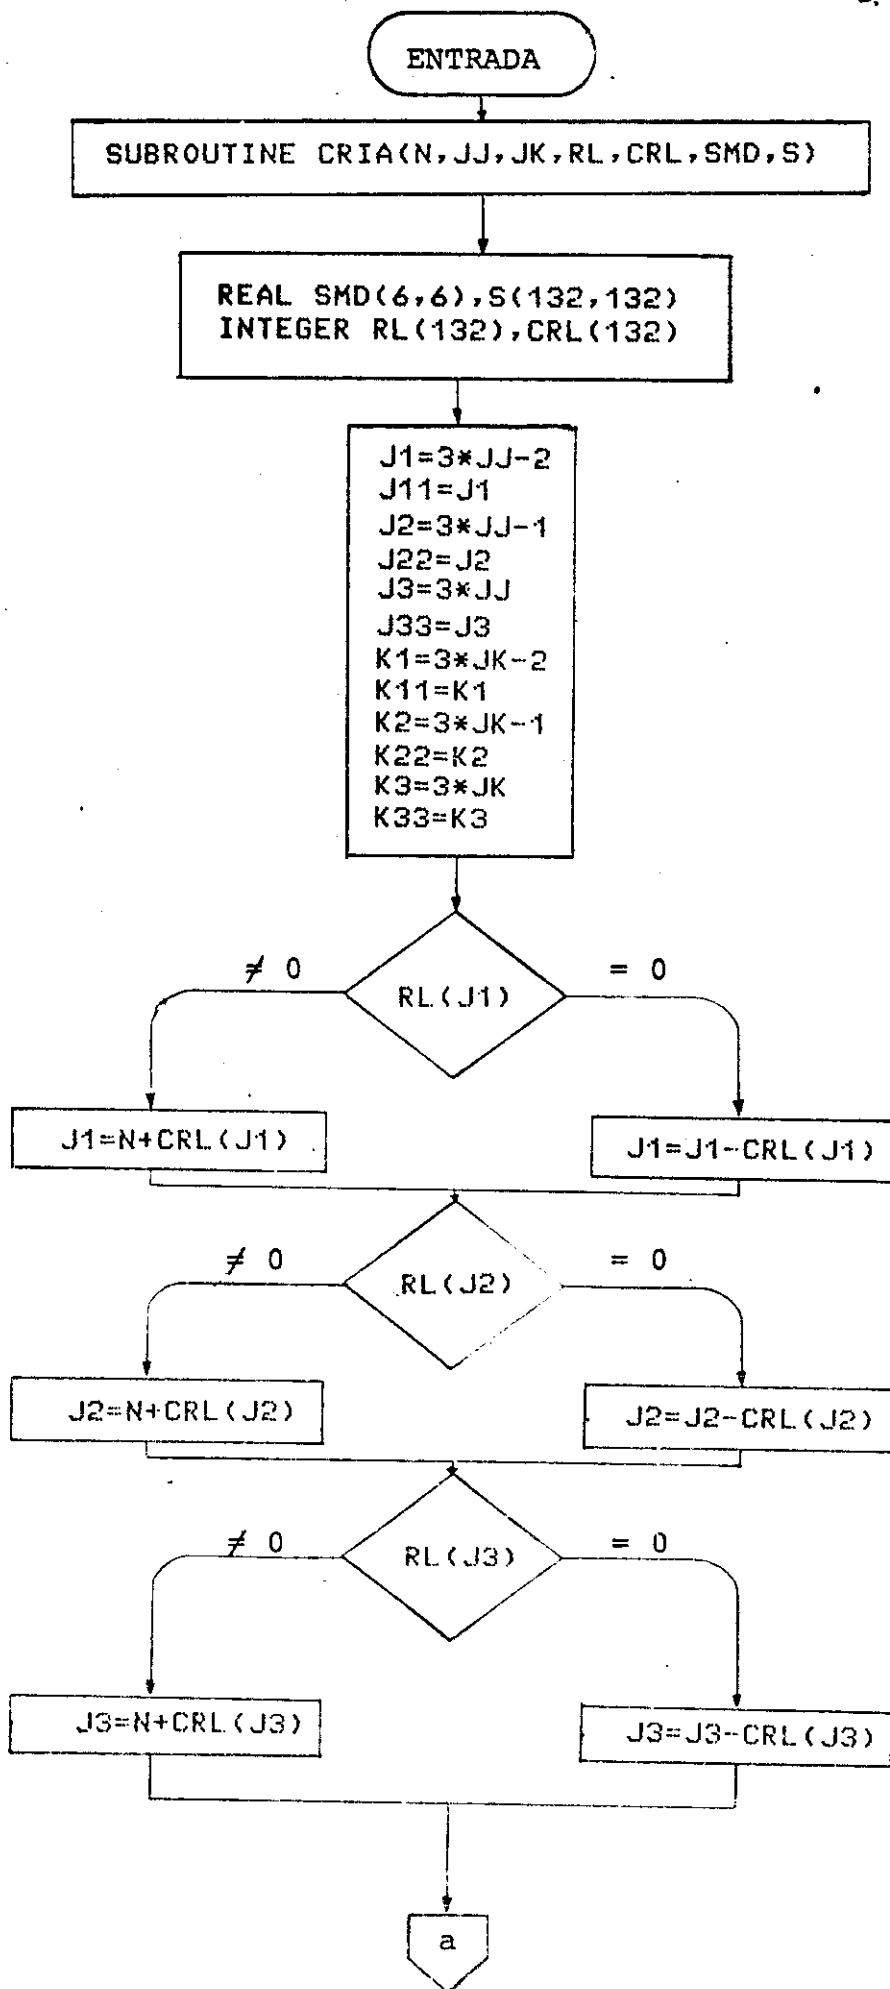 ENTRADA
SUBROUTINE CRIA(N,JJ,JK,RL,CRL,SMD,S)
REAL SMD(6,6),S(132,132)
INTEGER RL(132),CRL(132)
J1=3*JJ-2
J11=J1
J2=3*JJ-1
J22=J2
J3=3*JJ
J33=J3
K1=3*JK-2
K11=K1
K2=3*JK-1
K22=K2
K3=3*JK
K33=K3
≠ 0
RL(J1)
= 0
J1=N+CRL(J1)
J1=J1-CRL(J1)
≠ 0
RL(J2)
= 0
J2=N+CRL(J2)
J2=J2-CRL(J2)
≠ 0
RL(J3)
= 0
J3=N+CRL(J3)
J3=J3-CRL(J3)
a